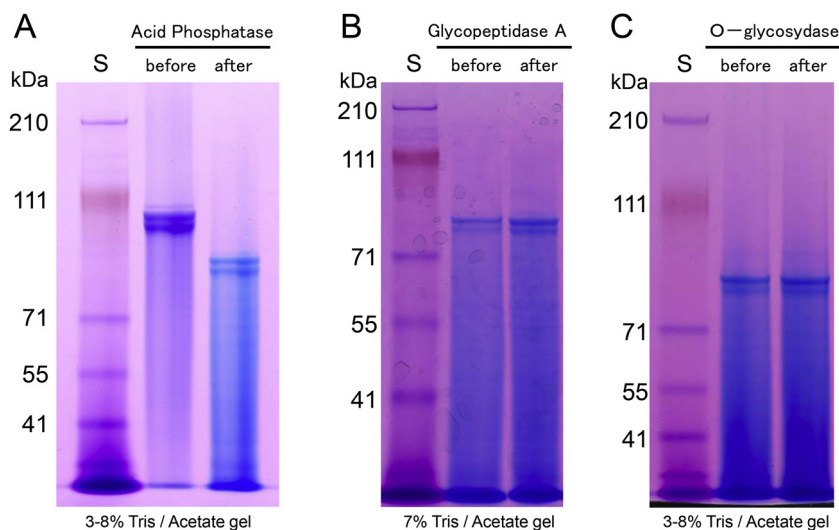 A
Acid Phosphatase
kDa
S
before
after
210
111
71
55
41
3-8% Tris / Acetate gel
B
Glycopeptidase A
kDa
S
before
after
210
111
71
55
41
7% Tris / Acetate gel
C
O－glycosydase
kDa
S
before
after
210
111
71
55
41
3-8% Tris / Acetate gel